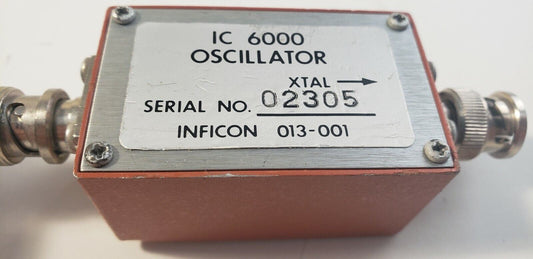 IC 6000
OSCILLATOR
XTAL →
SERIAL NO. 02305
INFICON 013-001